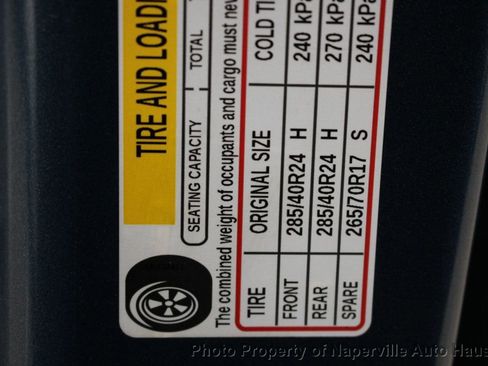 TIRE AND LOADI
SEATING CAPACITY TOTAL
The combined weight of occupants and cargo must neve
TIRE ORIGINAL SIZE COLD TI
FRONT 285/40R24 H 240 kPa
REAR 285/40R24 H 270 kPa
SPARE 265/70R17 S 240 kPa
Photo Property of Naperville Auto Haus